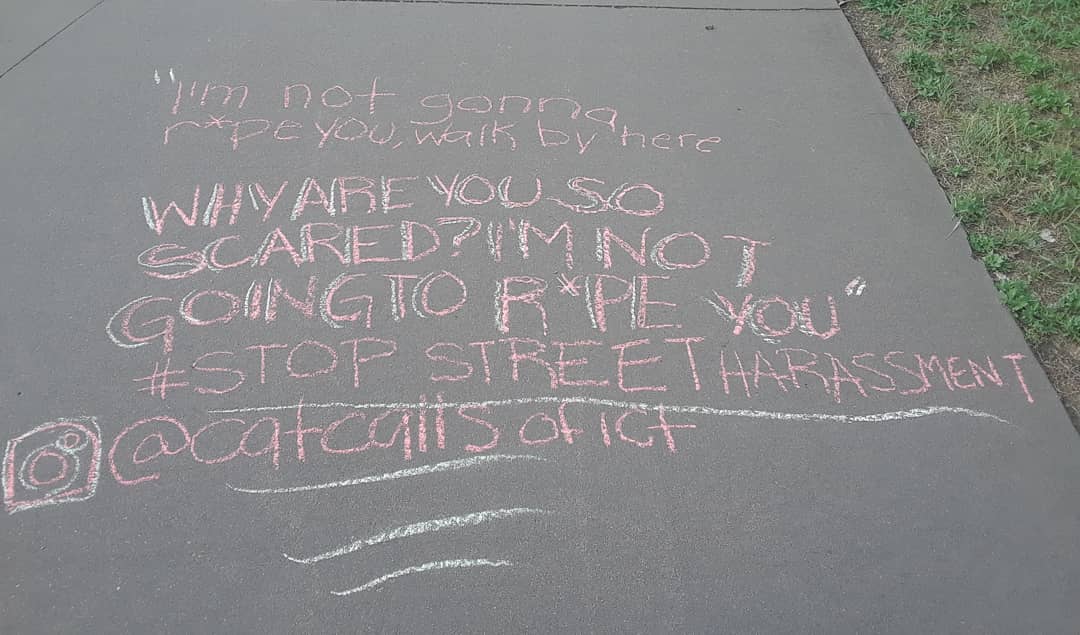 "I'm not gonna
r*pe you, walk by here
WHY ARE YOU SO
SCARED? I'M NOT
GOING TO R*PE YOU"
#STOP STREET HARASSMENT
@catcalls of ict